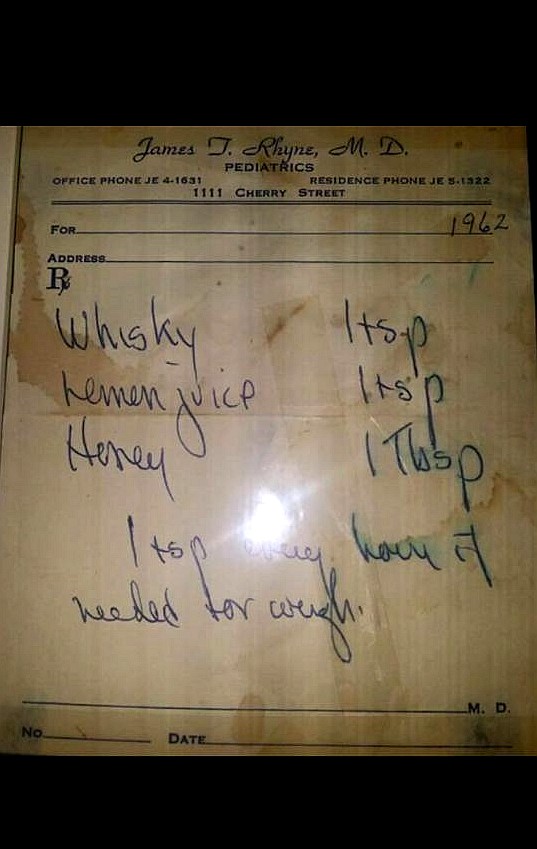 James T. Rhyne, M. D.
PEDIATRICS
OFFICE PHONE JE 4-1631 RESIDENCE PHONE JE 5-1322
1111 CHERRY STREET
FOR 1962
ADDRESS
℞
Whisky 1 tsp
Lemon juice 1 tsp
Honey 1 Tbsp
1 tsp every hour if
needed for cough.
M. D.
NO. DATE